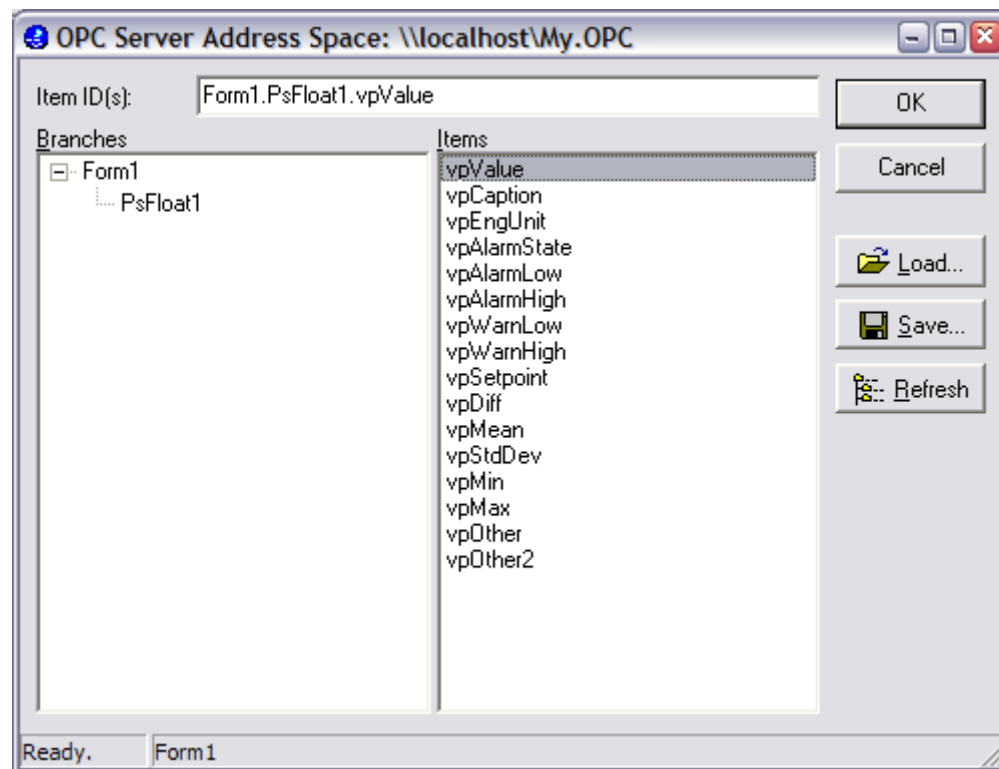 OPC Server Address Space: \\localhost\My.OPC
Item ID(s):
Form1.PsFloat1.vpValue
OK
Branches
Items
Cancel
Form1
PsFloat1
vpValue
vpCaption
vpEngUnit
vpAlarmState
vpAlarmLow
vpAlarmHigh
vpWarnLow
vpWarnHigh
vpSetpoint
vpDiff
vpMean
vpStdDev
vpMin
vpMax
vpOther
vpOther2
Load...
Save...
Refresh
Ready.
Form1